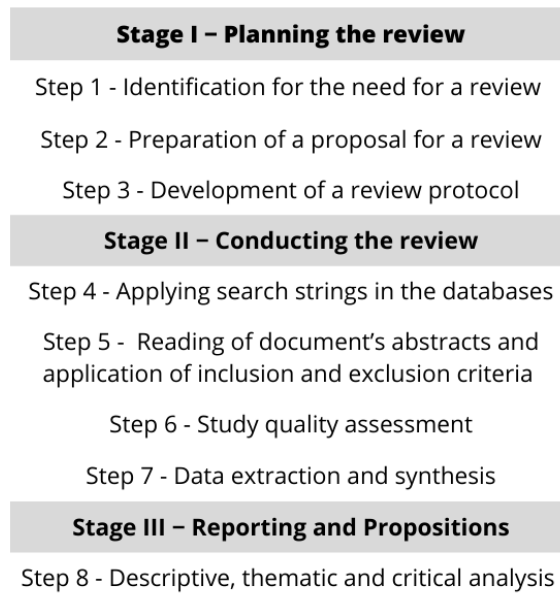 Stage I – Planning the review
Step 1 - Identification for the need for a review
Step 2 - Preparation of a proposal for a review
Step 3 - Development of a review protocol
Stage II – Conducting the review
Step 4 - Applying search strings in the databases
Step 5 -  Reading of document’s abstracts and
application of inclusion and exclusion criteria
Step 6 - Study quality assessment
Step 7 - Data extraction and synthesis
Stage III – Reporting and Propositions
Step 8 - Descriptive, thematic and critical analysis